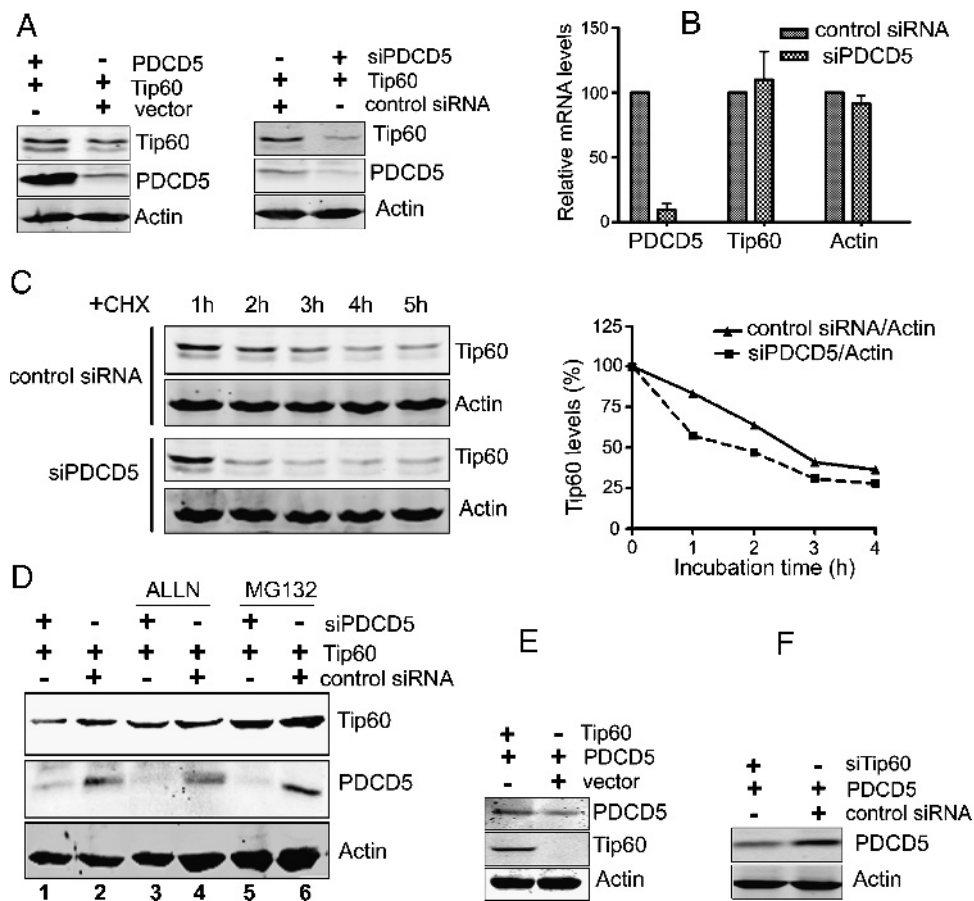 A
+ - PDCD5
+ + Tip60
- + vector
Tip60
PDCD5
Actin
- + siPDCD5
+ + Tip60
+ - control siRNA
Tip60
PDCD5
Actin
B
control siRNA
siPDCD5
Relative mRNA levels
150
100
50
0
PDCD5 Tip60 Actin
C
+CHX 1h 2h 3h 4h 5h
control siRNA
Tip60
Actin
siPDCD5
Tip60
Actin
control siRNA/Actin
siPDCD5/Actin
Tip60 levels (%)
125
100
75
50
25
0
0 1 2 3 4
Incubation time (h)
D
ALLN MG132
+ - + - + - siPDCD5
+ + + + + + Tip60
- + - + - + control siRNA
Tip60
PDCD5
Actin
1 2 3 4 5 6
E
+ - Tip60
+ + PDCD5
- + vector
PDCD5
Tip60
Actin
F
+ - siTip60
+ + PDCD5
- + control siRNA
PDCD5
Actin